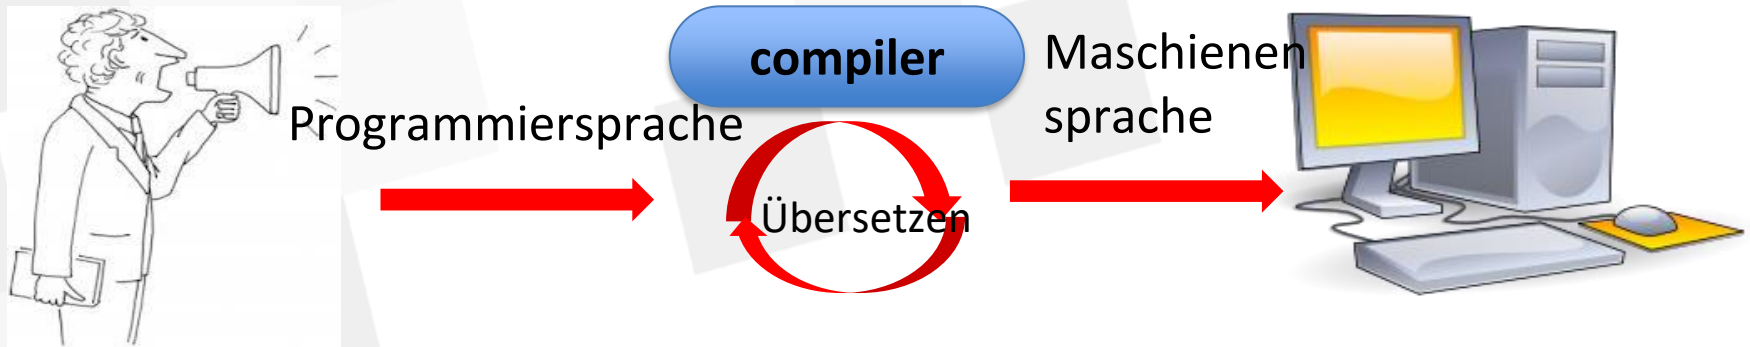 compiler
Maschienen
sprache
Programmiersprache
Übersetzen